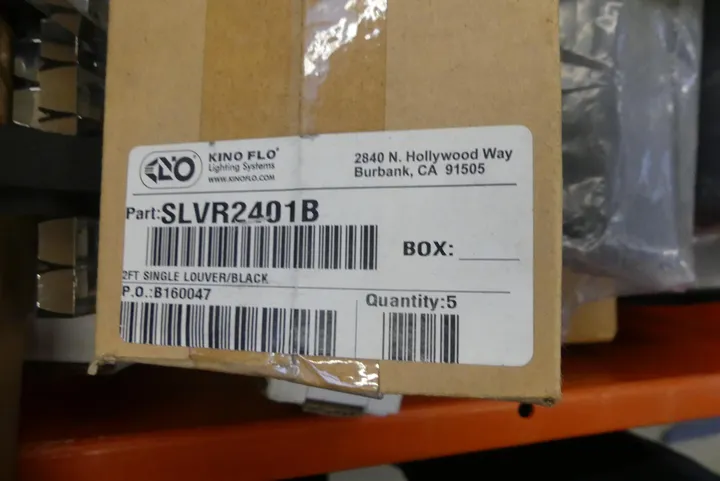 KINO FLO®
Lighting Systems
WWW.KINOFLO.COM
2840 N. Hollywood Way
Burbank, CA 91505
Part:SLVR2401B
BOX:
2FT SINGLE LOUVER/BLACK
P.O.:B160047
Quantity:5